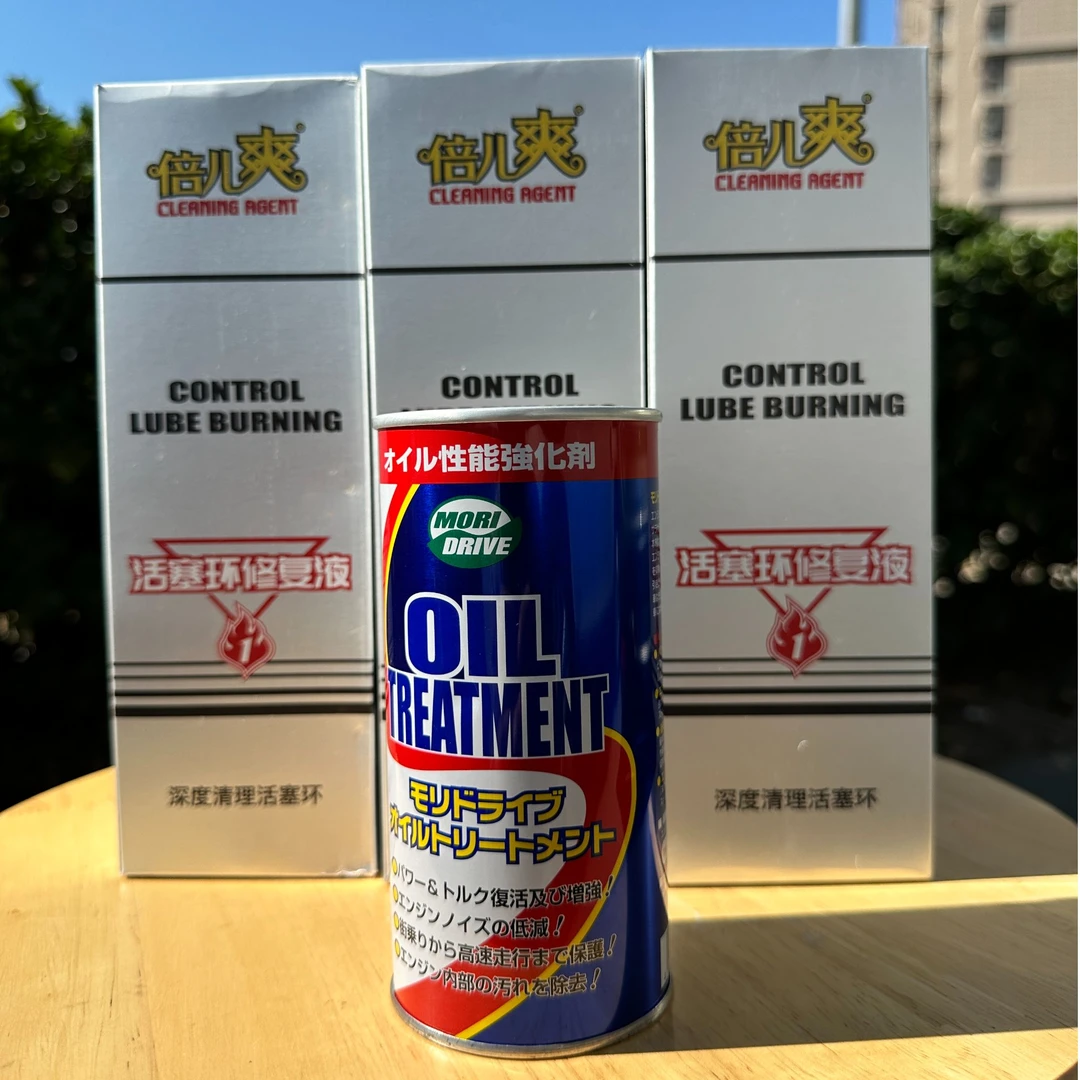 倍儿爽®
CLEANING AGENT
CONTROL
LUBE BURNING
活塞环修复液
1
深度清理活塞环
倍儿爽®
CLEANING AGENT
CONTROL
倍儿爽®
CLEANING AGENT
CONTROL
LUBE BURNING
活塞环修复液
1
深度清理活塞环
オイル性能強化剤
MORI
DRIVE
OIL
TREATMENT
モリドライブ
オイルトリートメント
パワー&トルク復活及び増強!
エンジンノイズの低減!
街乗りから高速走行まで保護!
エンジン内部の汚れを除去!